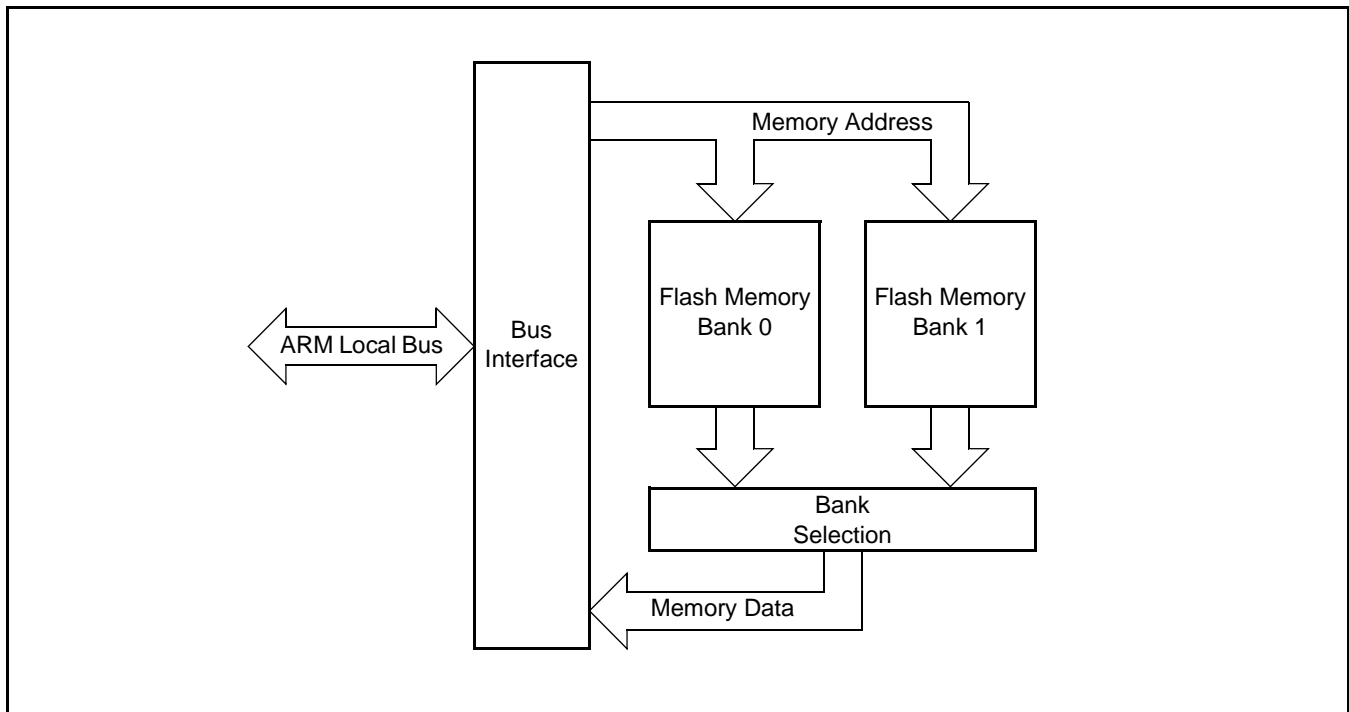 Memory Address
Flash Memory
Bank 0
Flash Memory
Bank 1
ARM Local Bus
Bus
Interface
Bank
Selection
Memory Data